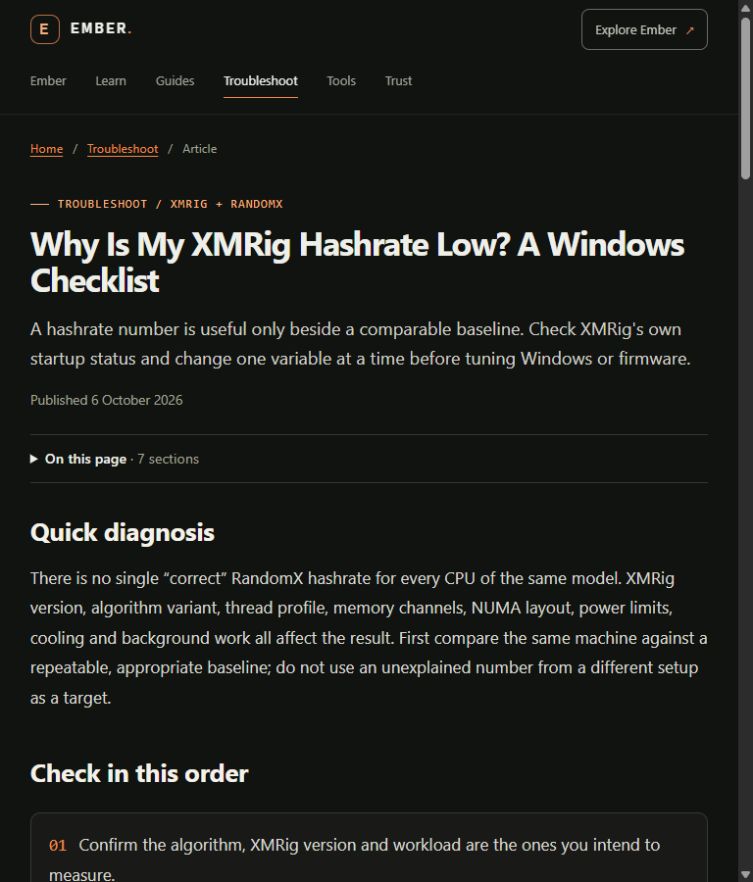 E EMBER.
Explore Ember ↗
Ember Learn Guides Troubleshoot Tools Trust
Home / Troubleshoot / Article
TROUBLESHOOT / XMRIG + RANDOMX
Why Is My XMRig Hashrate Low? A Windows
Checklist
A hashrate number is useful only beside a comparable baseline. Check XMRig's own
startup status and change one variable at a time before tuning Windows or firmware.
Published 6 October 2026
▶ On this page · 7 sections
Quick diagnosis
There is no single “correct” RandomX hashrate for every CPU of the same model. XMRig
version, algorithm variant, thread profile, memory channels, NUMA layout, power limits,
cooling and background work all affect the result. First compare the same machine against a
repeatable, appropriate baseline; do not use an unexplained number from a different setup
as a target.
Check in this order
01 Confirm the algorithm, XMRig version and workload are the ones you intend to
measure.